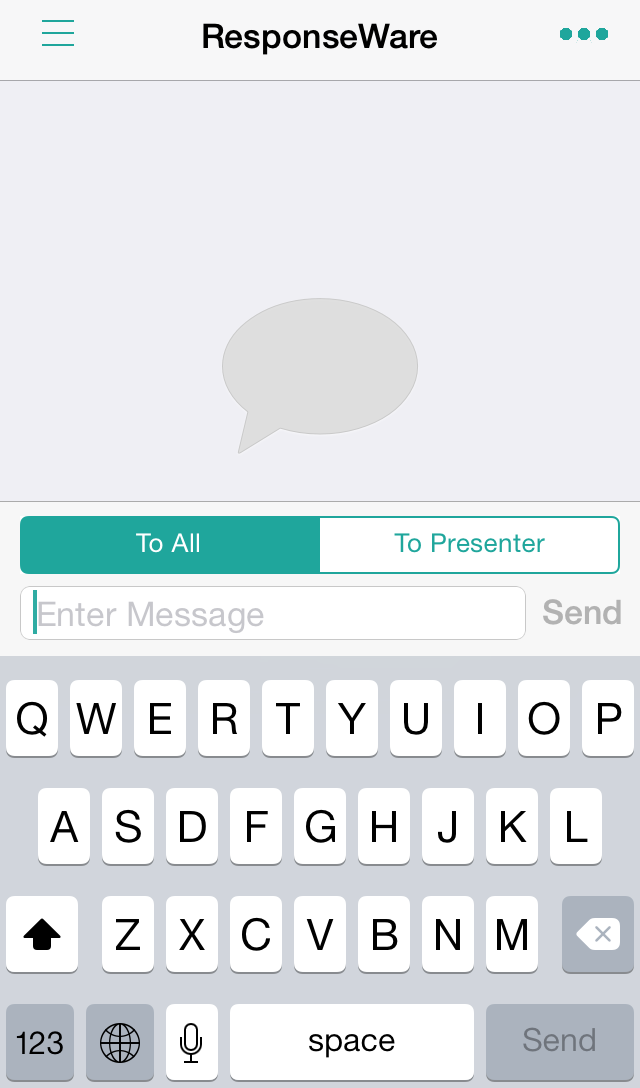 ResponseWare
To All To Presenter
Enter Message Send
Q W E R T Y U I O P
A S D F G H J K L
Z X C V B N M
123 space Send